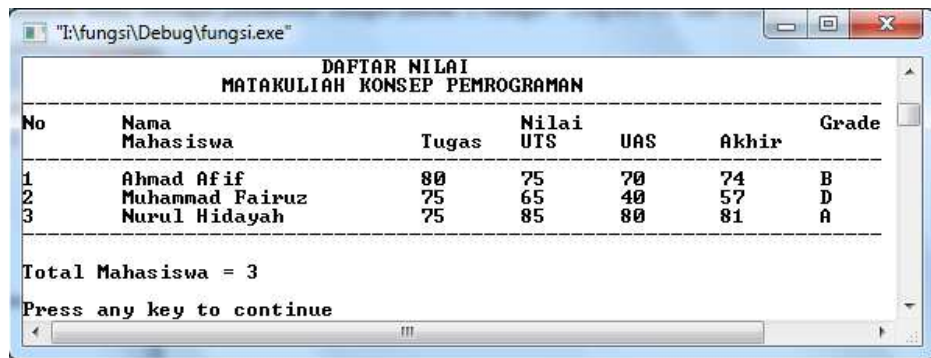 "I:\fungsi\Debug\fungsi.exe"
DAFTAR NILAI
MATAKULIAH KONSEP PEMROGRAMAN
No Nama Nilai Grade
Mahasiswa Tugas UTS UAS Akhir
1 Ahmad Afif 80 75 70 74 B
2 Muhammad Fairuz 75 65 40 57 D
3 Nurul Hidayah 75 85 80 81 A
Total Mahasiswa = 3
Press any key to continue